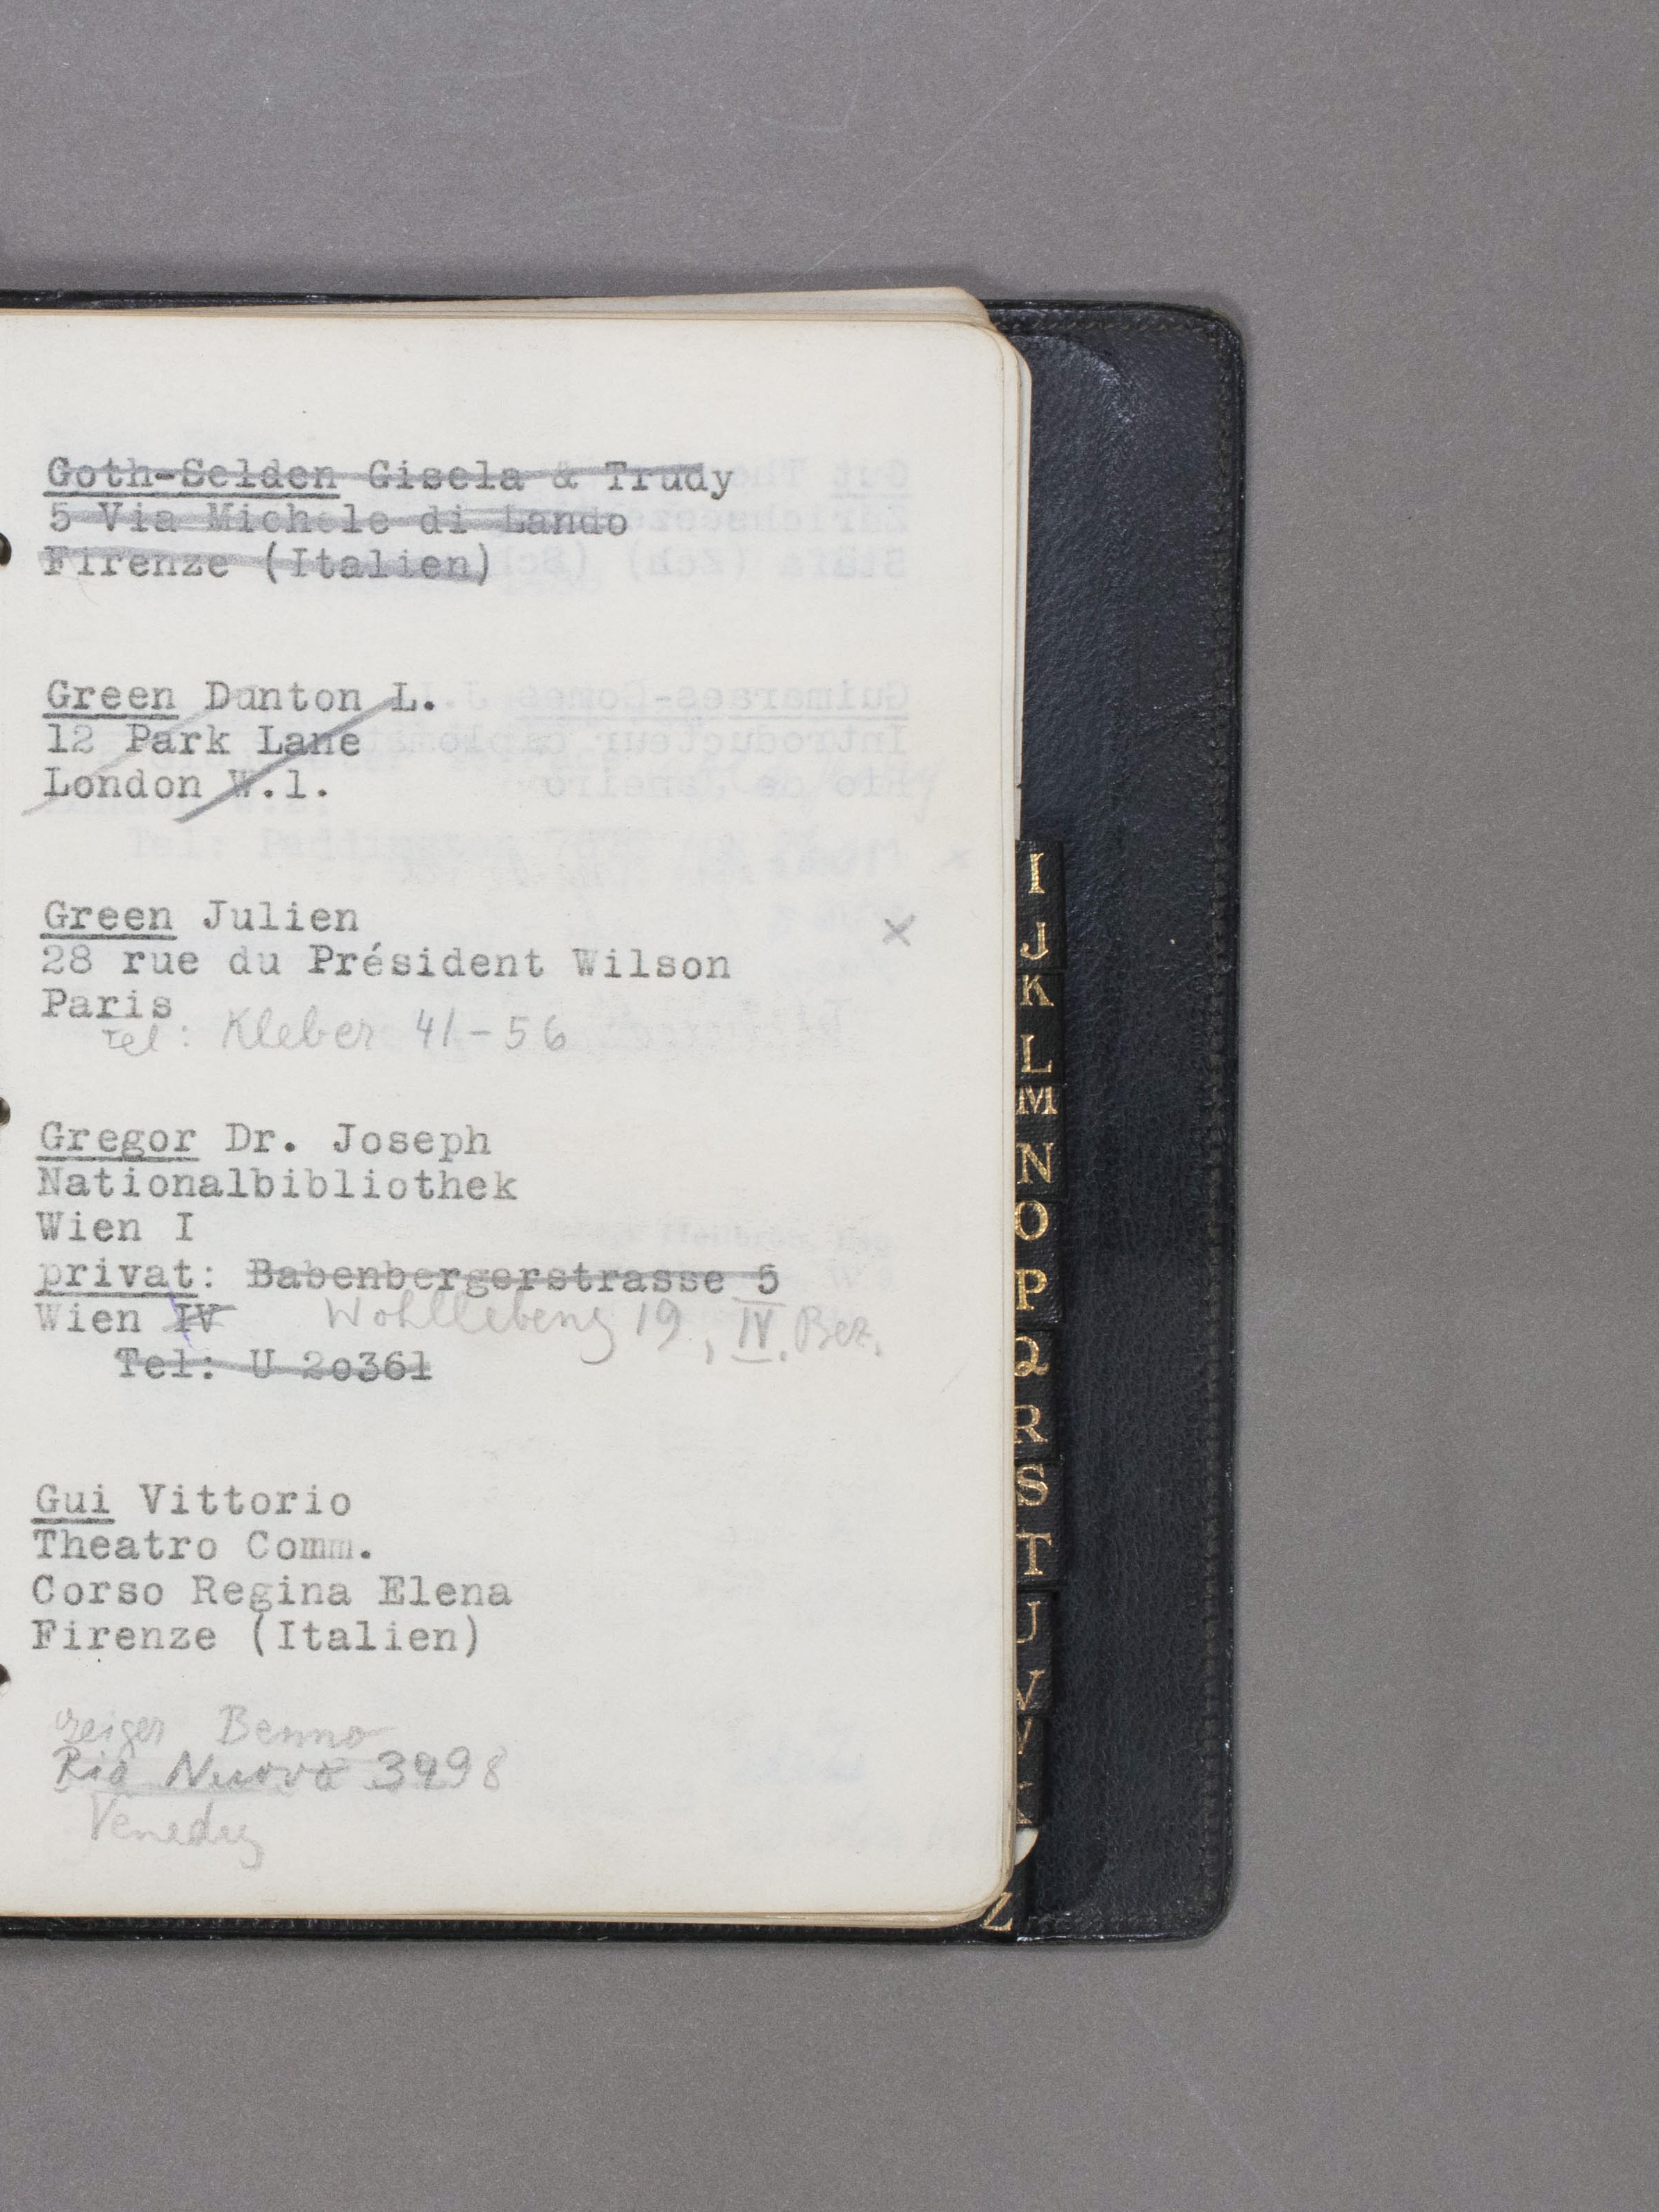 Goth-Selden Gisela & Trudy
5 Via Michele di Lando
Firenze (Italien)
Green Danton L.
12 Park Lane
London W.1.
Green Julien
28 rue du Président Wilson
Paris
Tel: Kleber 41-56
Gregor Dr. Joseph
Nationalbibliothek
Wien I
privat: Babenbergerstrasse 5
Wien IV Wohllebeng 19, IV. Bez.
Tel: U 2o361
Gui Vittorio
Theatro Comm.
Corso Regina Elena
Firenze (Italien)
Geiger Benno
Rio Nuovo 3498
Venedig
I
J
K
L
M
N
O
P
Q
R
S
T
U
V
W
Z